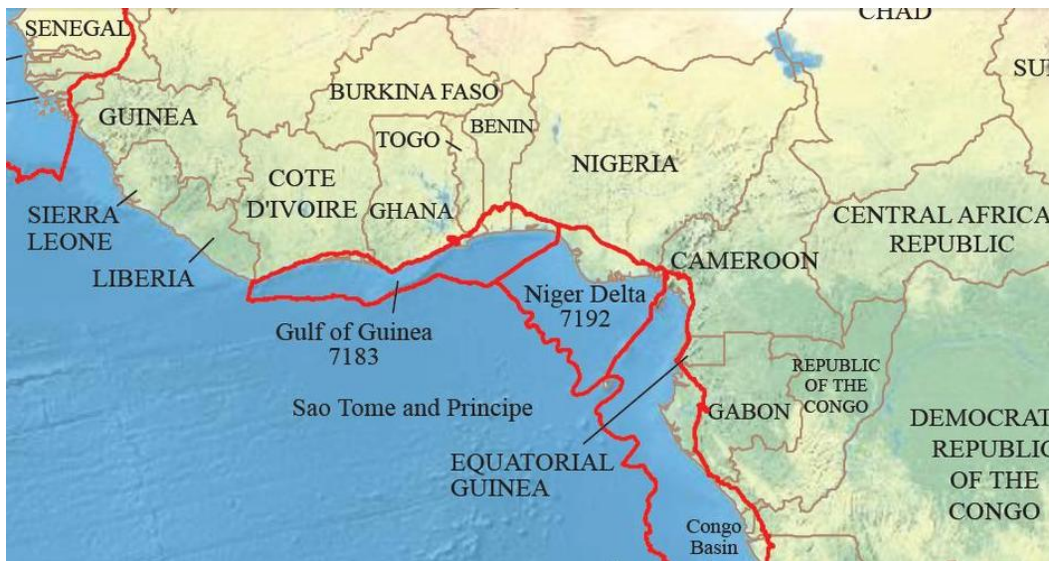 CHAD
SENEGAL
BURKINA FASO
GUINEA
TOGO
BENIN
NIGERIA
COTE
D'IVOIRE
GHANA
SIERRA
LEONE
LIBERIA
CENTRAL AFRICA
REPUBLIC
CAMEROON
Niger Delta
7192
Gulf of Guinea
7183
Sao Tome and Principe
REPUBLIC
OF THE
CONGO
GABON
DEMOCRAT
REPUBLIC
OF THE
CONGO
EQUATORIAL
GUINEA
Congo
Basin